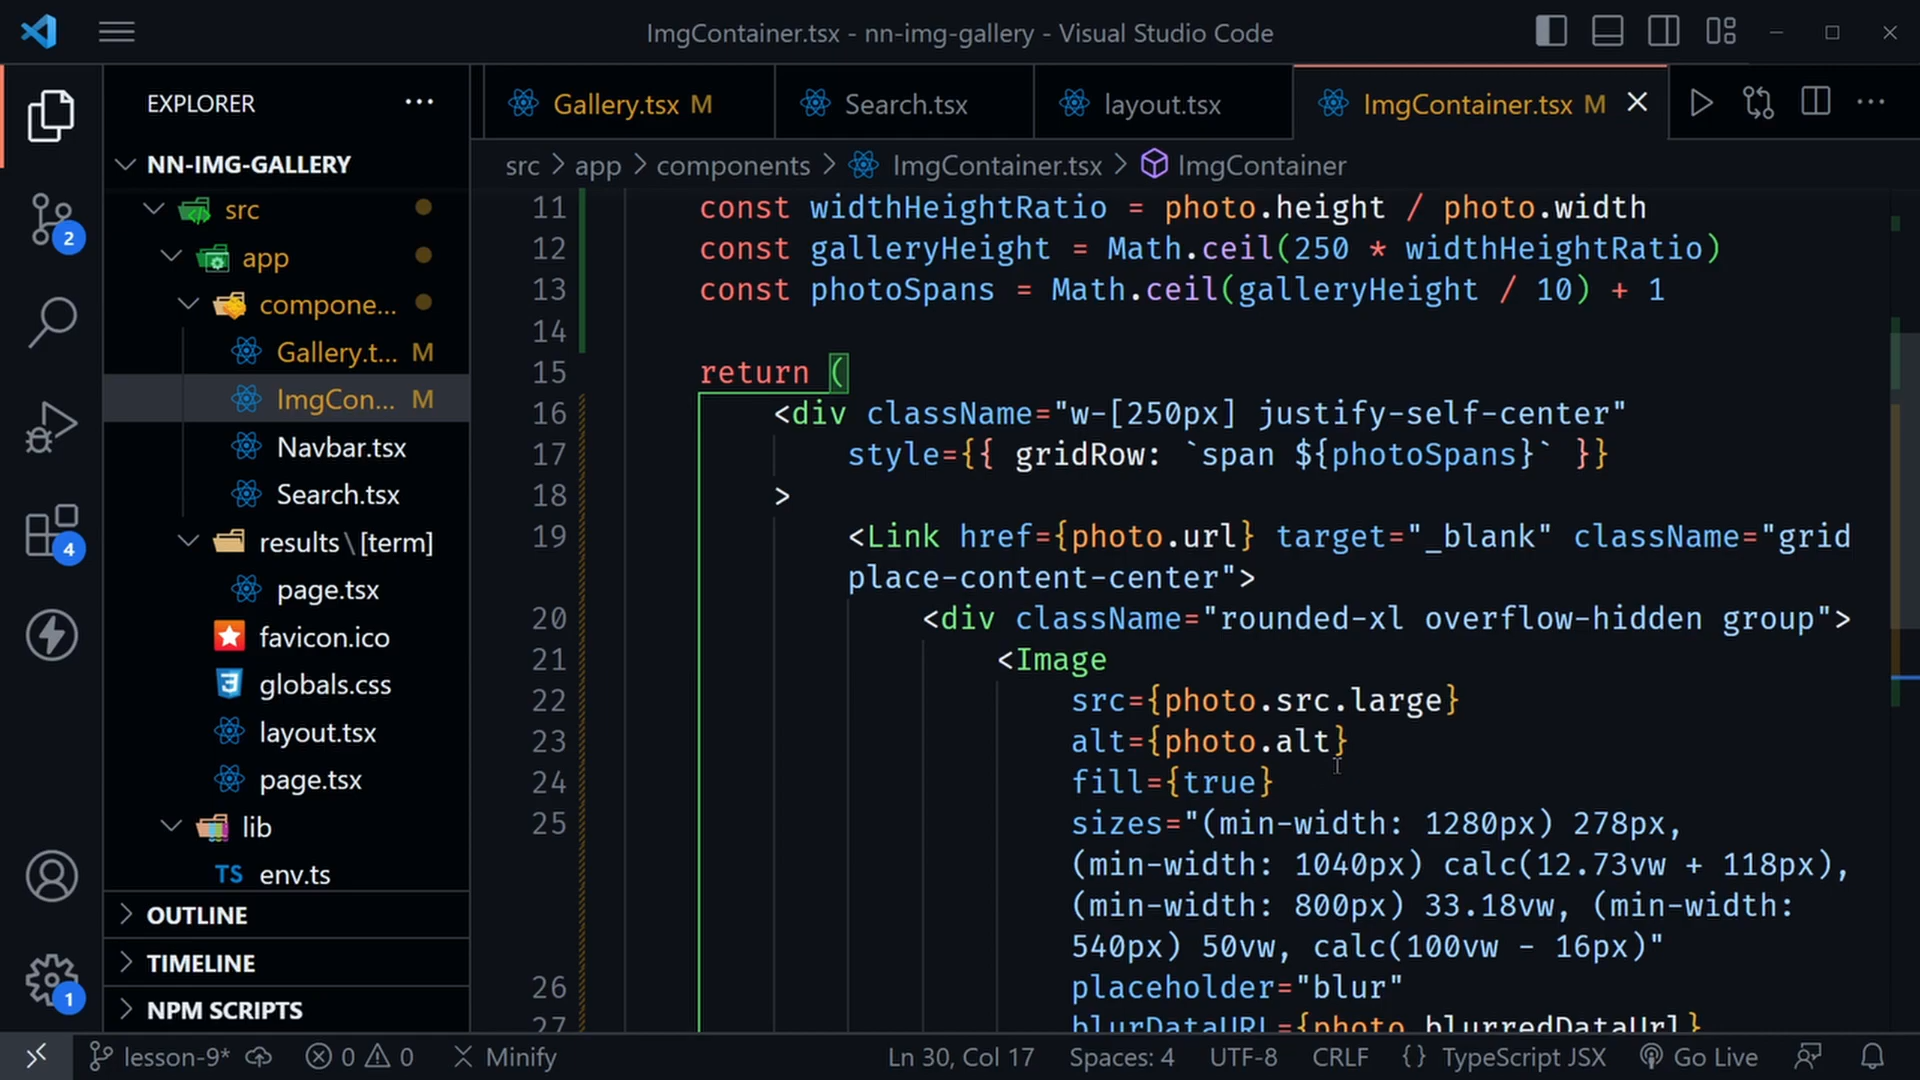 ImgContainer.tsx - nn-img-gallery - Visual Studio Code
EXPLORER
Gallery.tsx M
Search.tsx
layout.tsx
ImgContainer.tsx M
NN-IMG-GALLERY
src > app > components > ImgContainer.tsx > ImgContainer
src
app
compone...
Gallery.t... M
ImgCon... M
Navbar.tsx
Search.tsx
results\[term]
page.tsx
favicon.ico
globals.css
layout.tsx
page.tsx
lib
TS env.ts
OUTLINE
TIMELINE
NPM SCRIPTS
2
4
1
11 const widthHeightRatio = photo.height / photo.width
12 const galleryHeight = Math.ceil(250 * widthHeightRatio)
13 const photoSpans = Math.ceil(galleryHeight / 10) + 1
14
15 return (
16 <div className="w-[250px] justify-self-center"
17 style={{ gridRow: `span ${photoSpans}` }}
18 >
19 <Link href={photo.url} target="_blank" className="grid
place-content-center">
20 <div className="rounded-xl overflow-hidden group">
21 <Image
22 src={photo.src.large}
23 alt={photo.alt}
24 fill={true}
25 sizes="(min-width: 1280px) 278px,
(min-width: 1040px) calc(12.73vw + 118px),
(min-width: 800px) 33.18vw, (min-width:
540px) 50vw, calc(100vw - 16px)"
26 placeholder="blur"
27 blurDataURL={photo.blurredDataUrl}
lesson-9* 0 0 Minify Ln 30, Col 17 Spaces: 4 UTF-8 CRLF {} TypeScript JSX Go Live